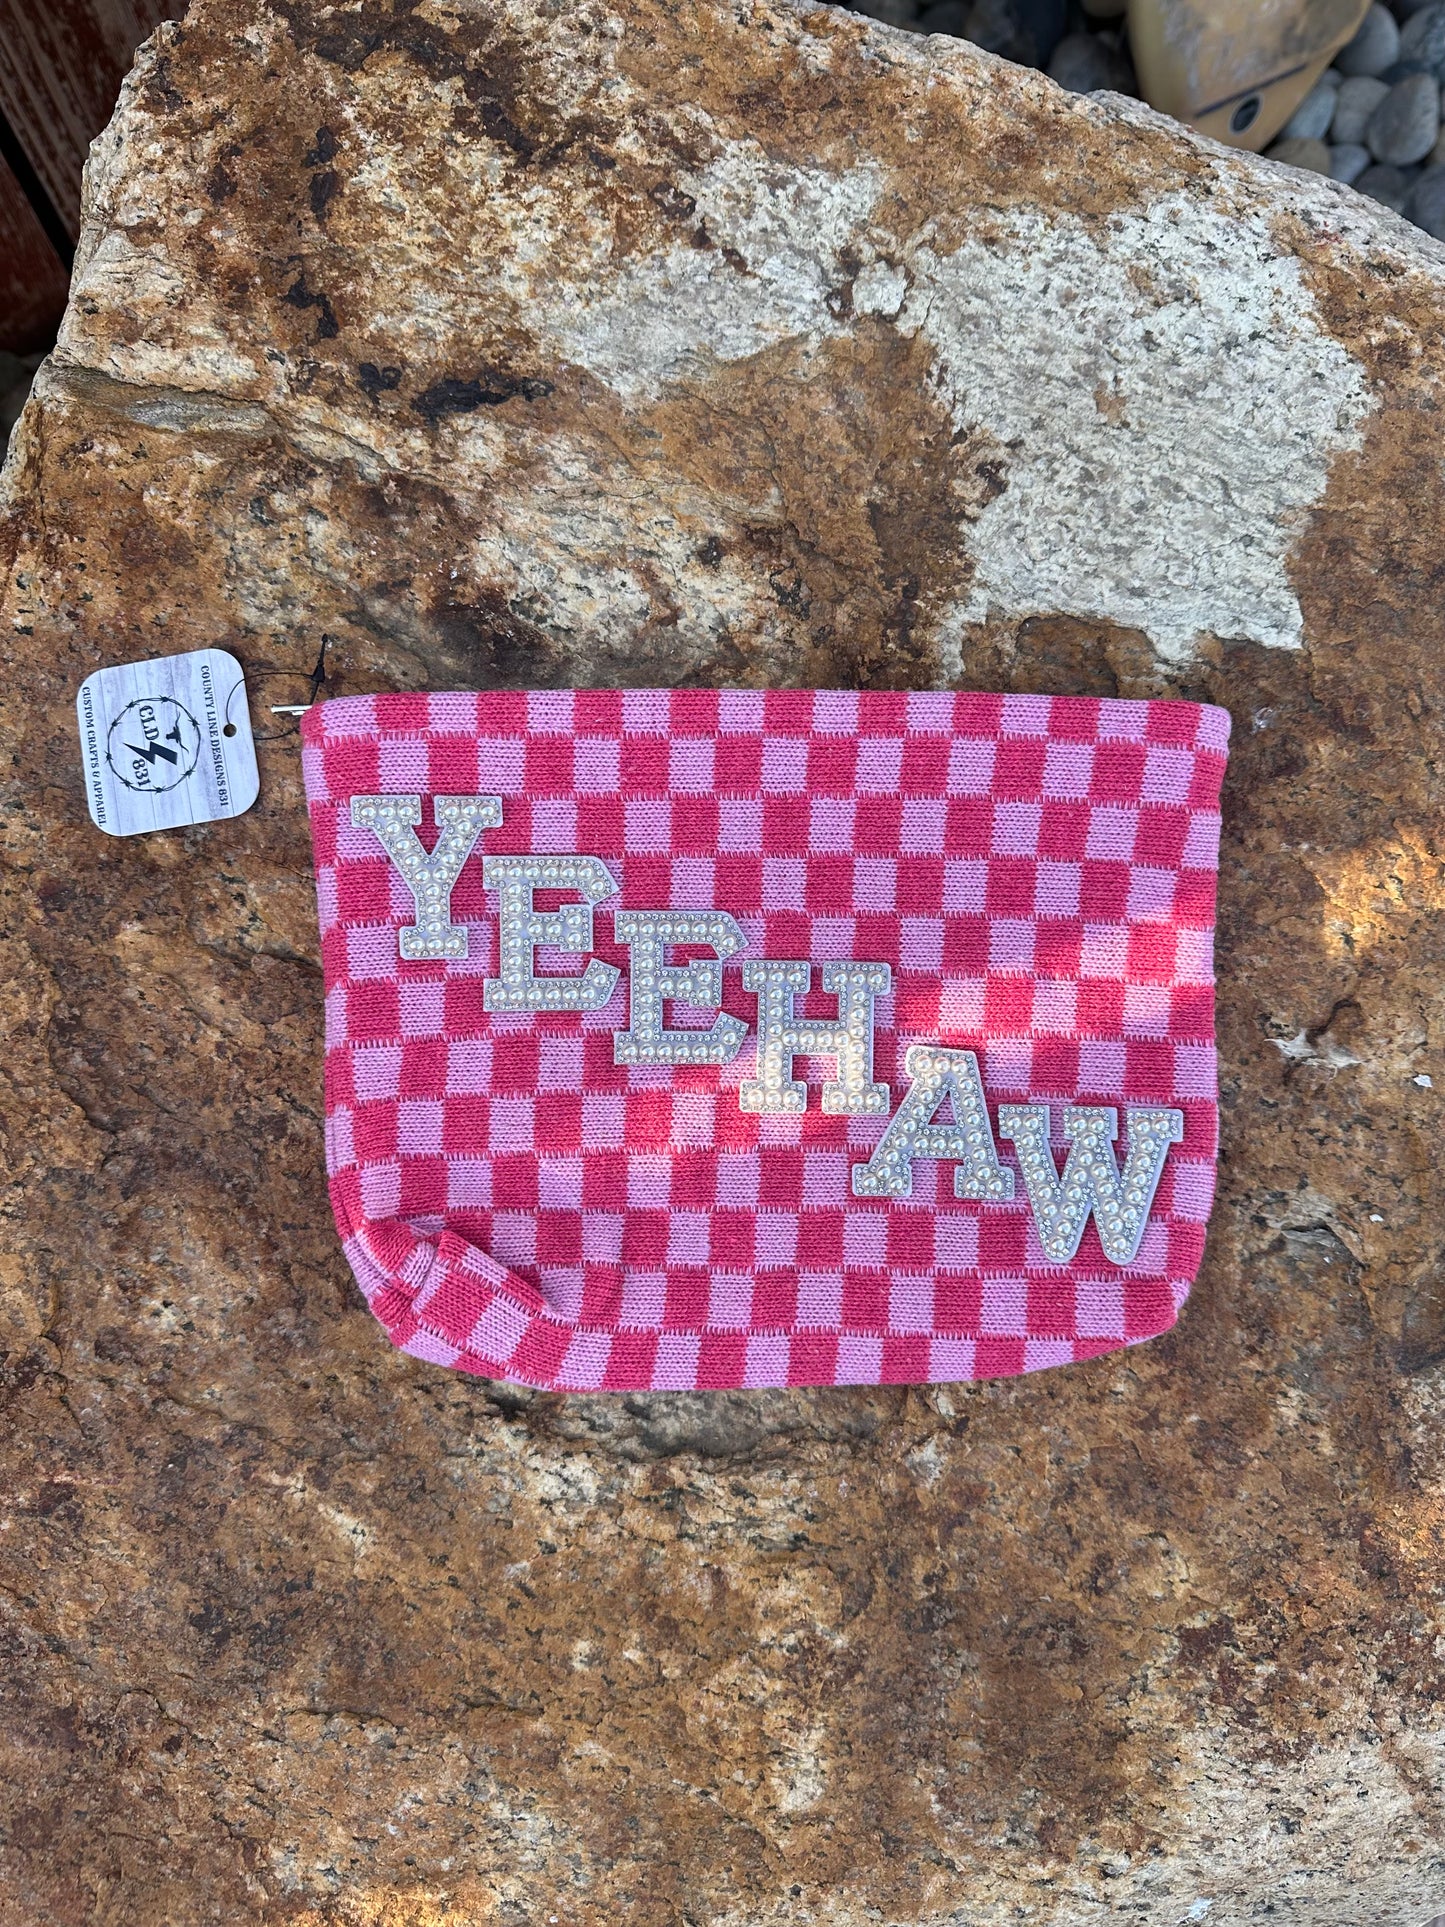 COUNTY LINE DESIGNS 831
CLD
831
CUSTOM CRAFTS & APPAREL
YEEHAW